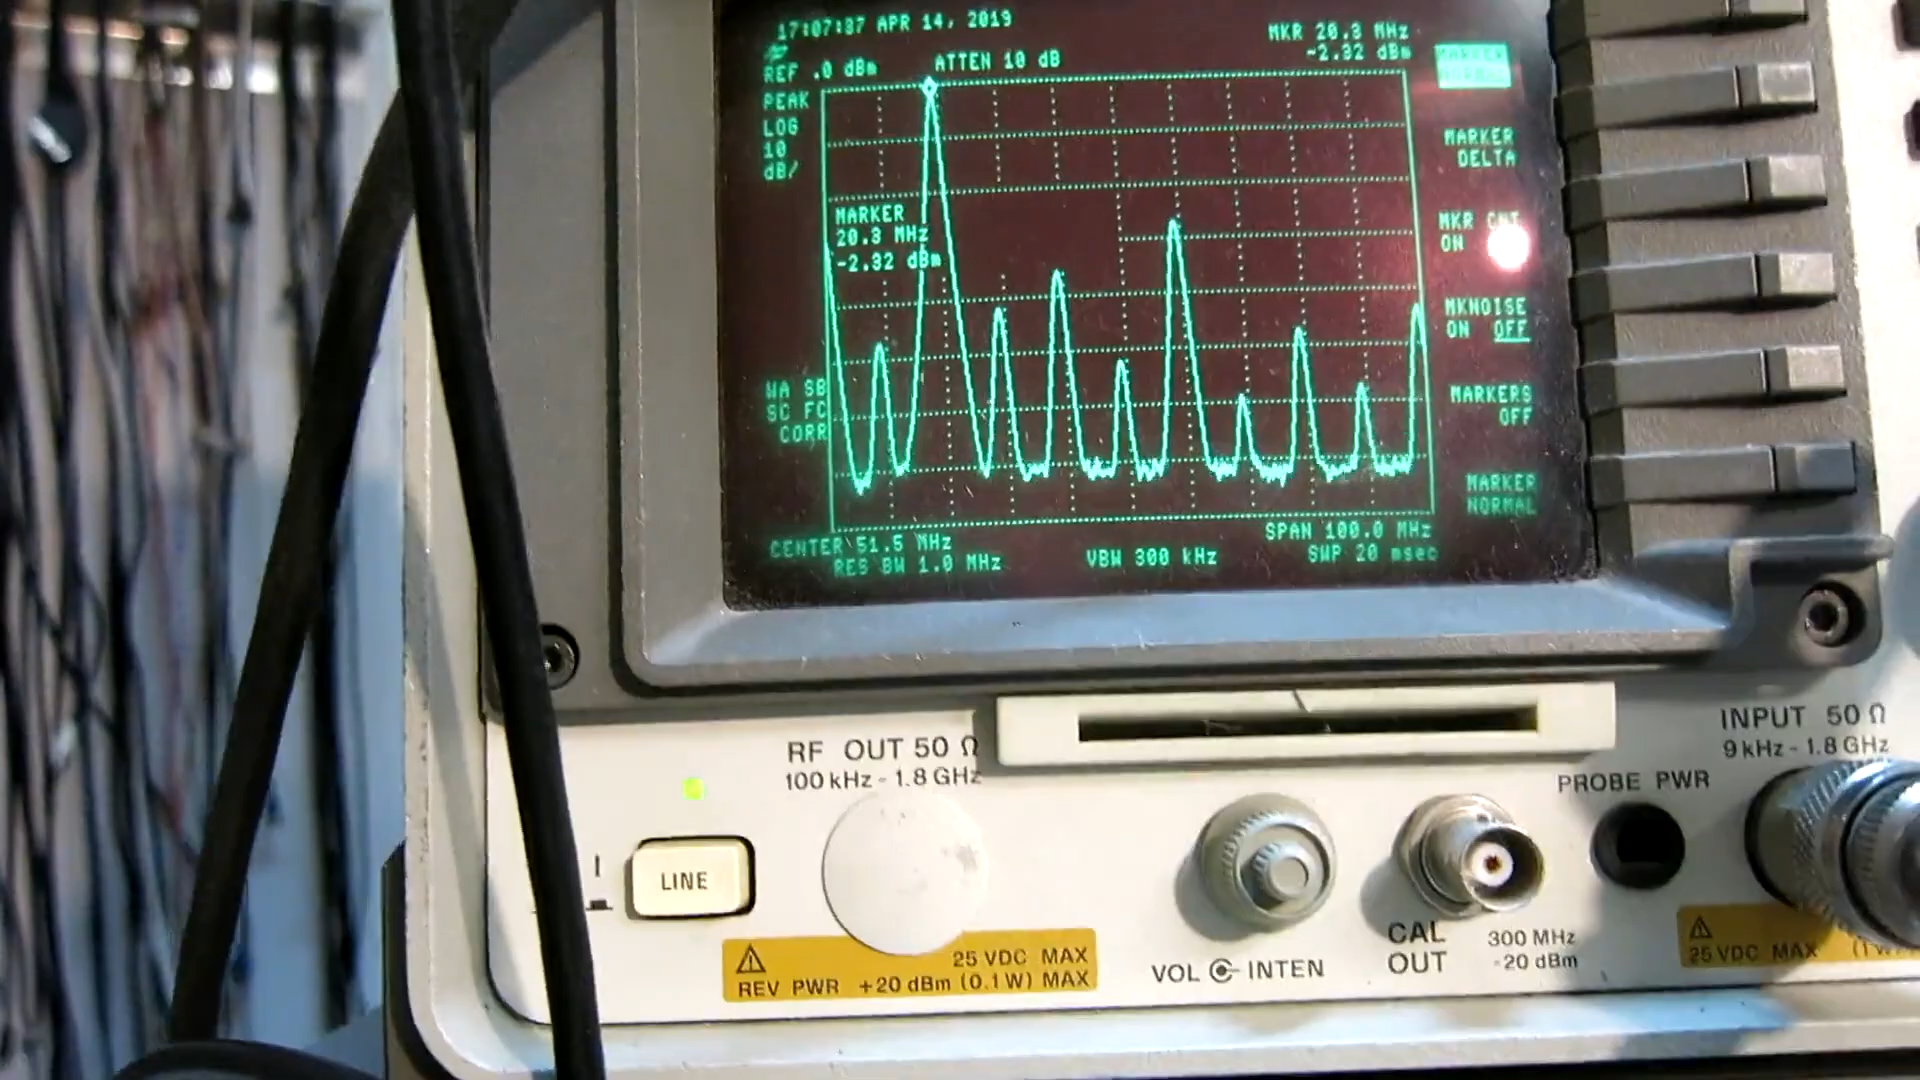 17:07:37 APR 14, 2019
MKR 20.3 MHz
-2.32 dBm
REF .0 dBm
ATTEN 10 dB
PEAK
LOG
10
dB/
MARKER
20.3 MHz
-2.32 dBm
WA SB
SC FC
CORR
CENTER 51.5 MHz
SPAN 100.0 MHz
RES BW 1.0 MHz
VBW 300 kHz
SWP 20 msec
MARKER
NORMAL
MARKER
DELTA
MKR CNT
ON
MKNOISE
ON OFF
MARKERS
OFF
MARKER
NORMAL
RF OUT 50 Ω
100 kHz - 1.8 GHz
LINE
25 VDC MAX
REV PWR +20 dBm (0.1 W) MAX
VOL INTEN
CAL
OUT
300 MHz
-20 dBm
PROBE PWR
INPUT 50 Ω
9 kHz - 1.8 GHz
25 VDC MAX